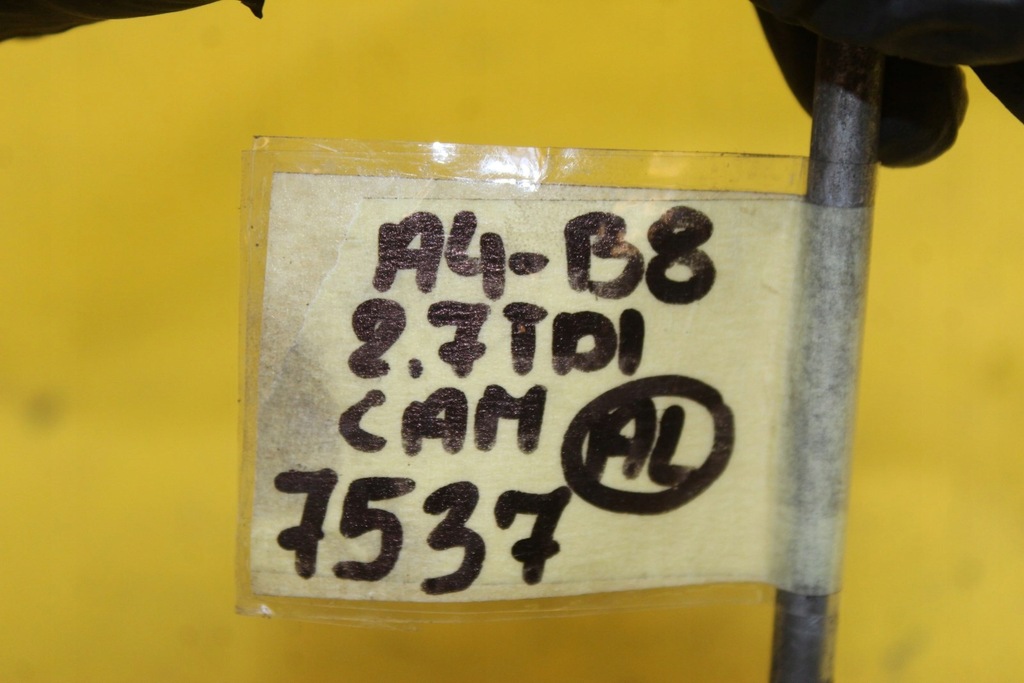 A4-B8
2.7TDI
CAM AL
7537